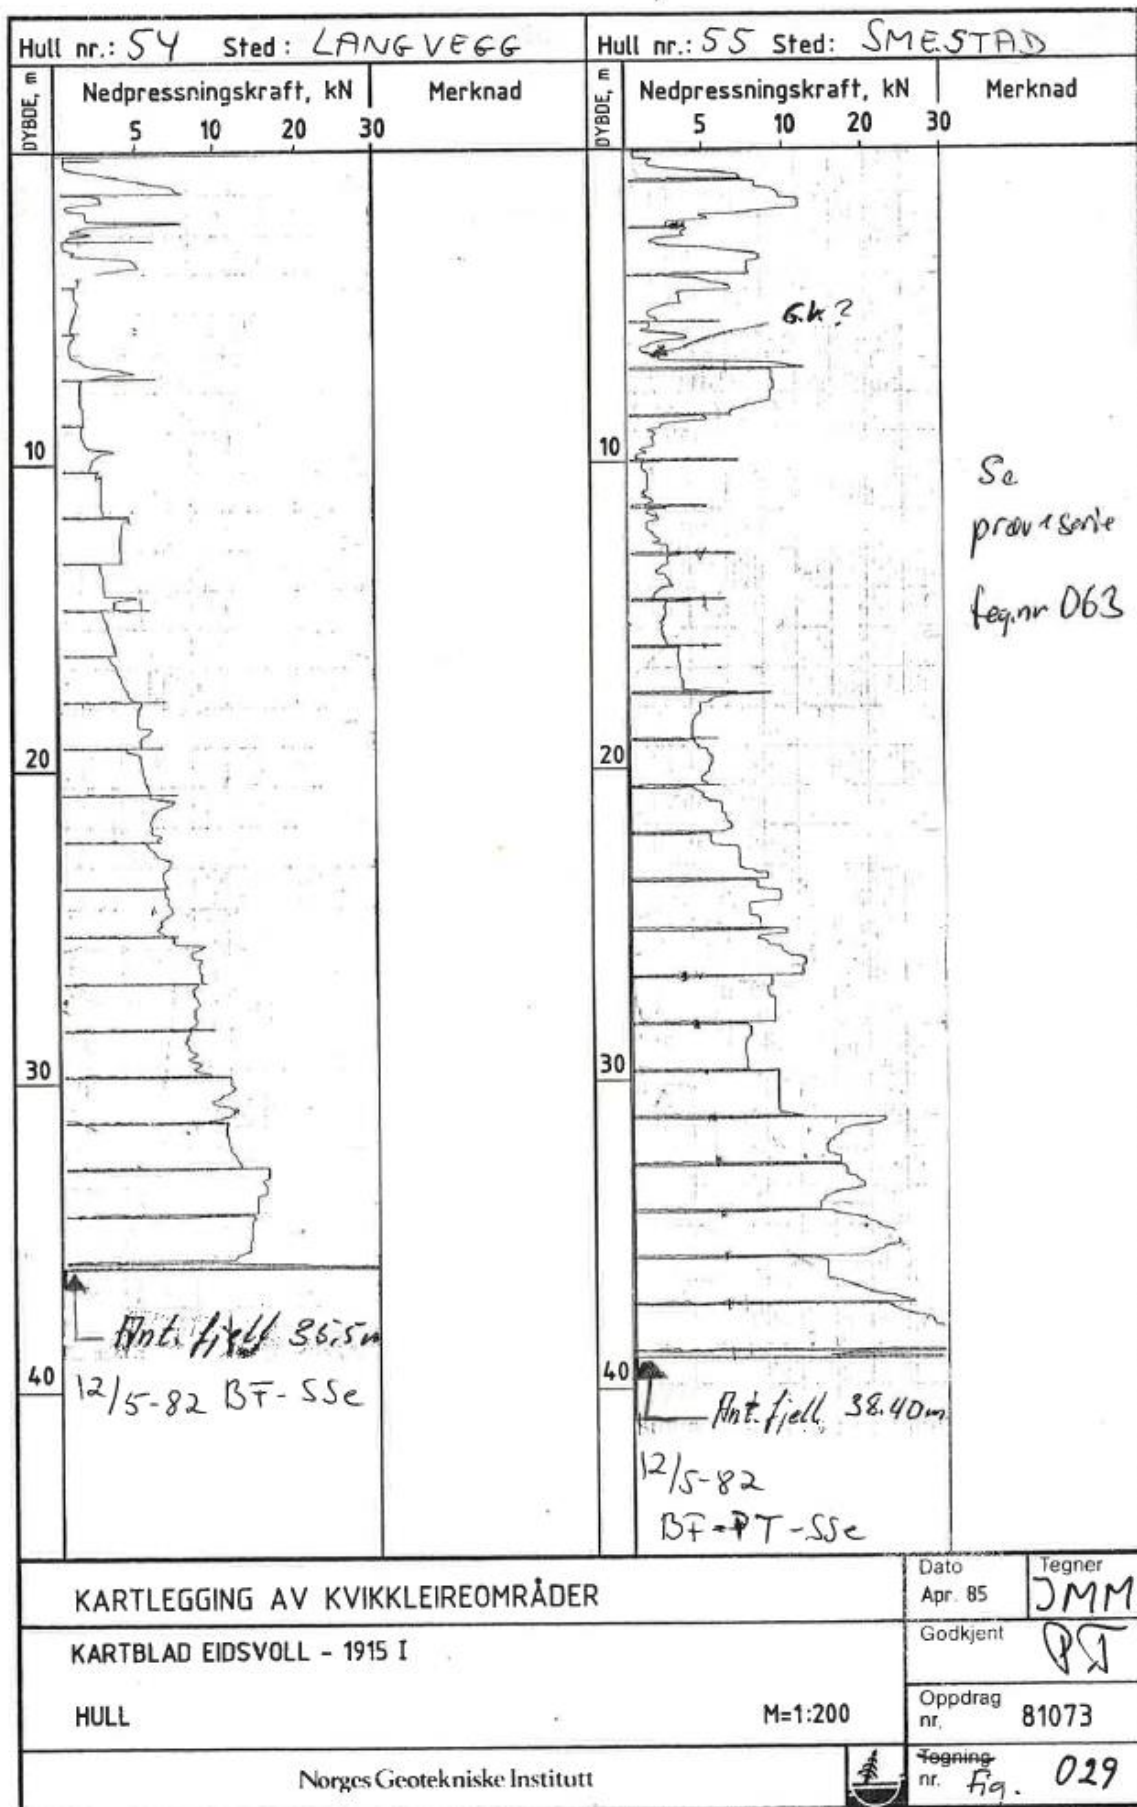 Hull nr.: 54 Sted: LANGVEGG
DYBDE, m
Nedpressningskraft, kN
Merknad
5 10 20 30
10
20
30
40
Ant. fjell 35,5m
12/5-82 BF-SSe
Hull nr.: 55 Sted: SMESTAD
DYBDE, m
Nedpressningskraft, kN
Merknad
5 10 20 30
G.k?
10
20
30
40
Se
prøveserie
teg.nr 063
Ant. fjell 38.40m
12/5-82
BF-PT-SSe
KARTLEGGING AV KVIKKLEIREOMRÅDER
KARTBLAD EIDSVOLL - 1915 I
HULL M=1:200
Norges Geotekniske Institutt
Dato
Apr. 85
Tegner
JMM
Godkjent
Oppdrag
nr. 81073
Tegning
nr. Fig. 029